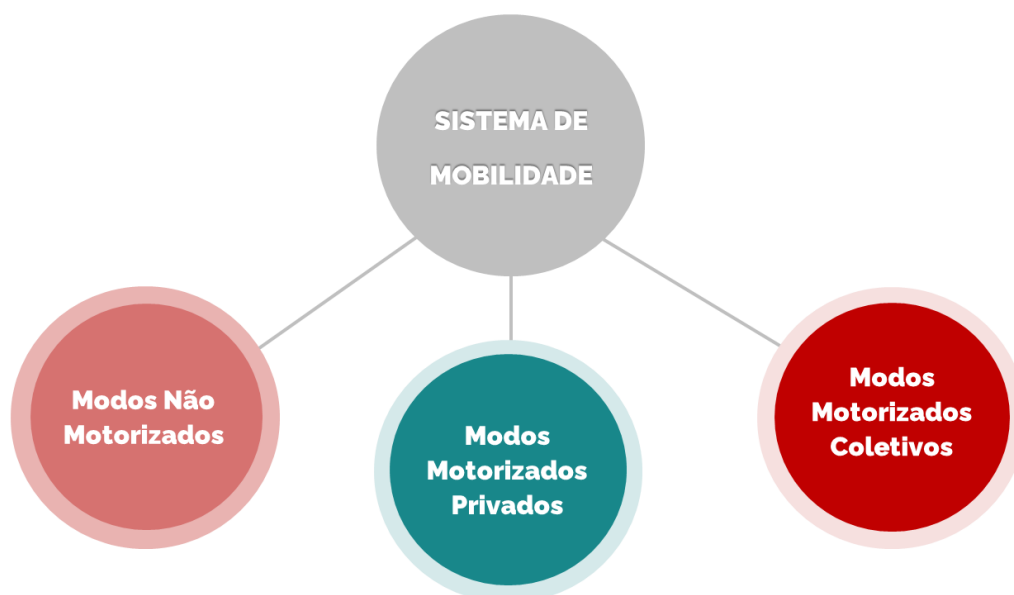 SISTEMA DE
MOBILIDADE
Modos Não
Motorizados
Modos
Motorizados
Privados
Modos
Motorizados
Coletivos